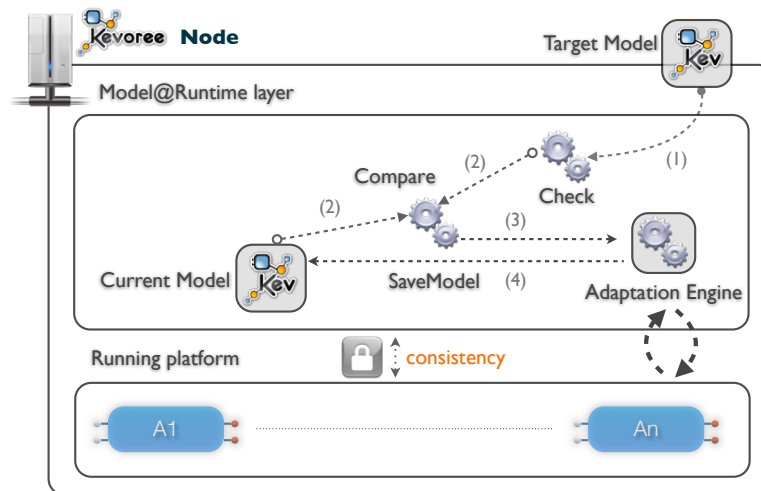 Kevoree Node
Target Model
Kev
Model@Runtime layer
(1)
(2)
Compare
Check
(2)
(3)
Current Model
Kev
SaveModel
(4)
Adaptation Engine
Running platform
consistency
A1
An